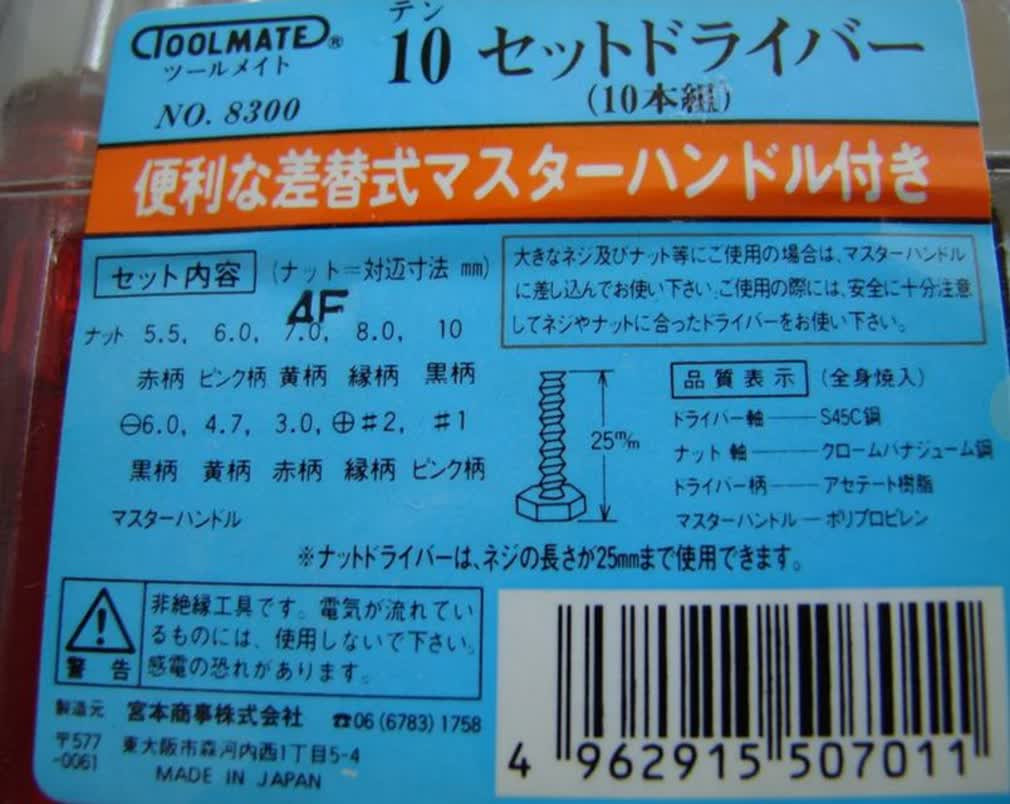 TOOLMATE®
ツールメイト
NO. 8300
テン
10 セットドライバー
(10本組)
便利な差替式マスターハンドル付き
セット内容 (ナット=対辺寸法 mm)
AF
ナット 5.5, 6.0, 7.0, 8.0, 10
赤柄 ピンク柄 黄柄 緑柄 黒柄
⊖6.0, 4.7, 3.0, ⊕#2, #1
黒柄 黄柄 赤柄 緑柄 ピンク柄
マスターハンドル
大きなネジ及びナット等にご使用の場合は、マスターハンドル
に差し込んでお使い下さい。ご使用の際には、安全に十分注意
してネジやナットに合ったドライバーをお使い下さい。
25m/m
品質表示 (全身焼入)
ドライバー軸 — S45C鋼
ナット 軸 — クロームバナジューム鋼
ドライバー柄 — アセテート樹脂
マスターハンドル — ポリプロピレン
※ナットドライバーは、ネジの長さが25mmまで使用できます。
警告
非絶縁工具です。電気が流れてい
るものには、使用しないで下さい。
感電の恐れがあります。
製造元 宮本商事株式会社 ☎06 (6783) 1758
〒577-0061 東大阪市森河内西1丁目5-4
MADE IN JAPAN
4 962915 507011